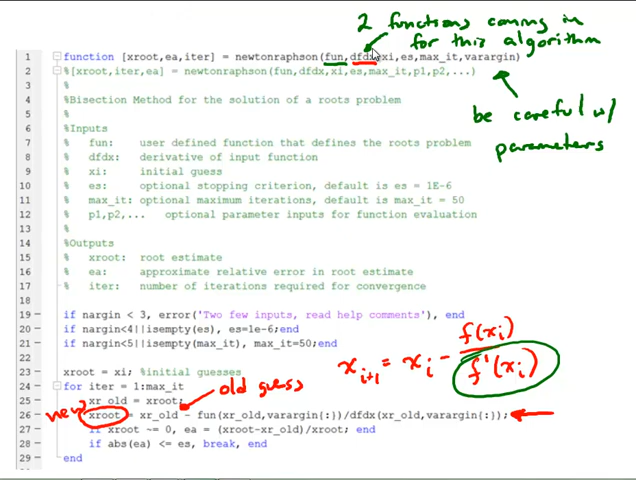 2 functions coming in
for this algorithm
1 function [xroot,ea,iter] = newtonraphson(fun,dfdx,xi,es,max_it,varargin)
2 %[xroot,iter,ea] = newtonraphson(fun,dfdx,xi,es,max_it,p1,p2,...)
3 %
4 %Bisection Method for the solution of a roots problem
5 %
6 %Inputs
7 % fun: user defined function that defines the roots problem
8 % dfdx: derivative of input function
9 % xi: initial guess
10 % es: optional stopping criterion, default is es = 1E-6
11 % max_it: optional maximum iterations, default is max_it = 50
12 % p1,p2,... optional parameter inputs for function evaluation
be careful w/
parameters
13 %
14 %Outputs
15 % xroot: root estimate
16 % ea: approximate relative error in root estimate
17 % iter: number of iterations required for convergence
18
19 if nargin < 3, error('Two few inputs, read help comments'), end
20 if nargin<4||isempty(es), es=1e-6;end
21 if nargin<5||isempty(max_it), max_it=50;end
22
x_{i+1} = x_i - f(x_i) / f'(x_i)
23 xroot = xi; %initial guesses
24 for iter = 1:max_it
old guess
25 xr_old = xroot;
new
26 xroot = xr_old - fun(xr_old,varargin{:})/dfdx(xr_old,varargin{:});
27 if xroot ~= 0, ea = (xroot-xr_old)/xroot; end
28 if abs(ea) <= es, break, end
29 end